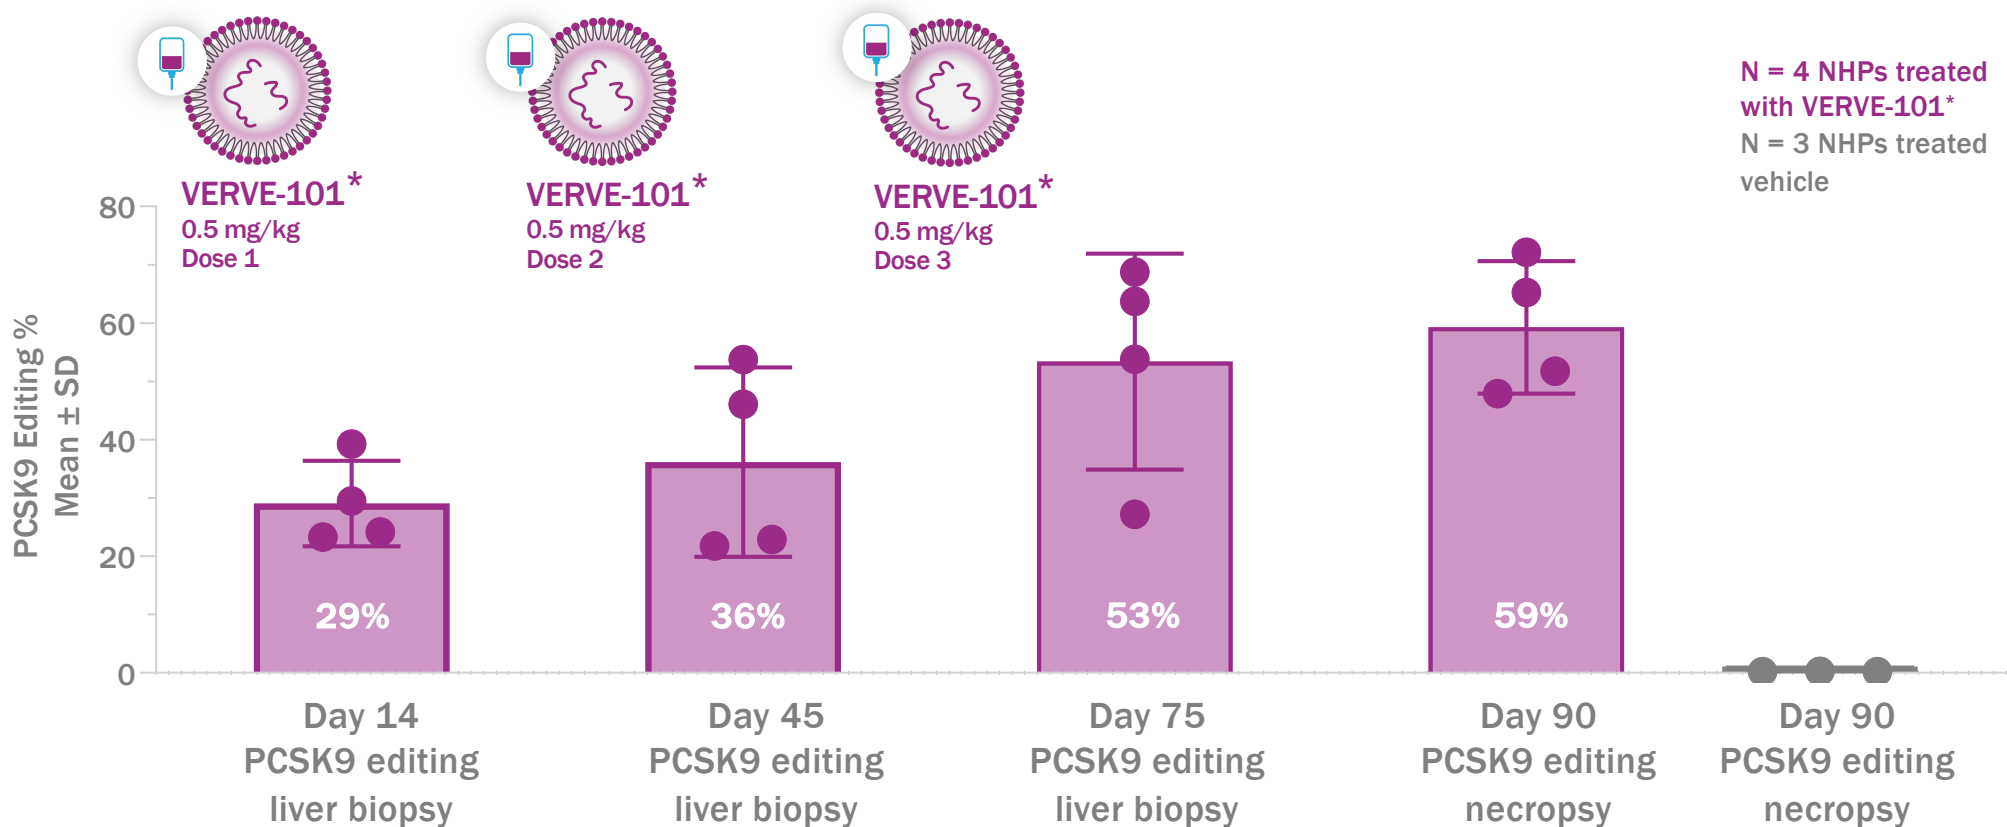 N = 4 NHPs treated
with VERVE-101*
N = 3 NHPs treated
vehicle
VERVE-101*
0.5 mg/kg
Dose 1
VERVE-101*
0.5 mg/kg
Dose 2
VERVE-101*
0.5 mg/kg
Dose 3
PCSK9 Editing %
Mean ± SD
80
60
40
20
0
29%
36%
53%
59%
Day 14
PCSK9 editing
liver biopsy
Day 45
PCSK9 editing
liver biopsy
Day 75
PCSK9 editing
liver biopsy
Day 90
PCSK9 editing
necropsy
Day 90
PCSK9 editing
necropsy